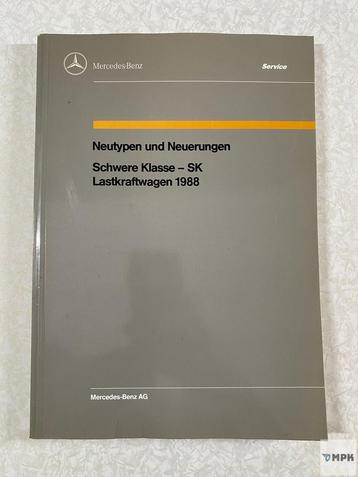 Mercedes-Benz
Service
Neutypen und Neuerungen
Schwere Klasse – SK
Lastkraftwagen 1988
Mercedes-Benz AG
MPK